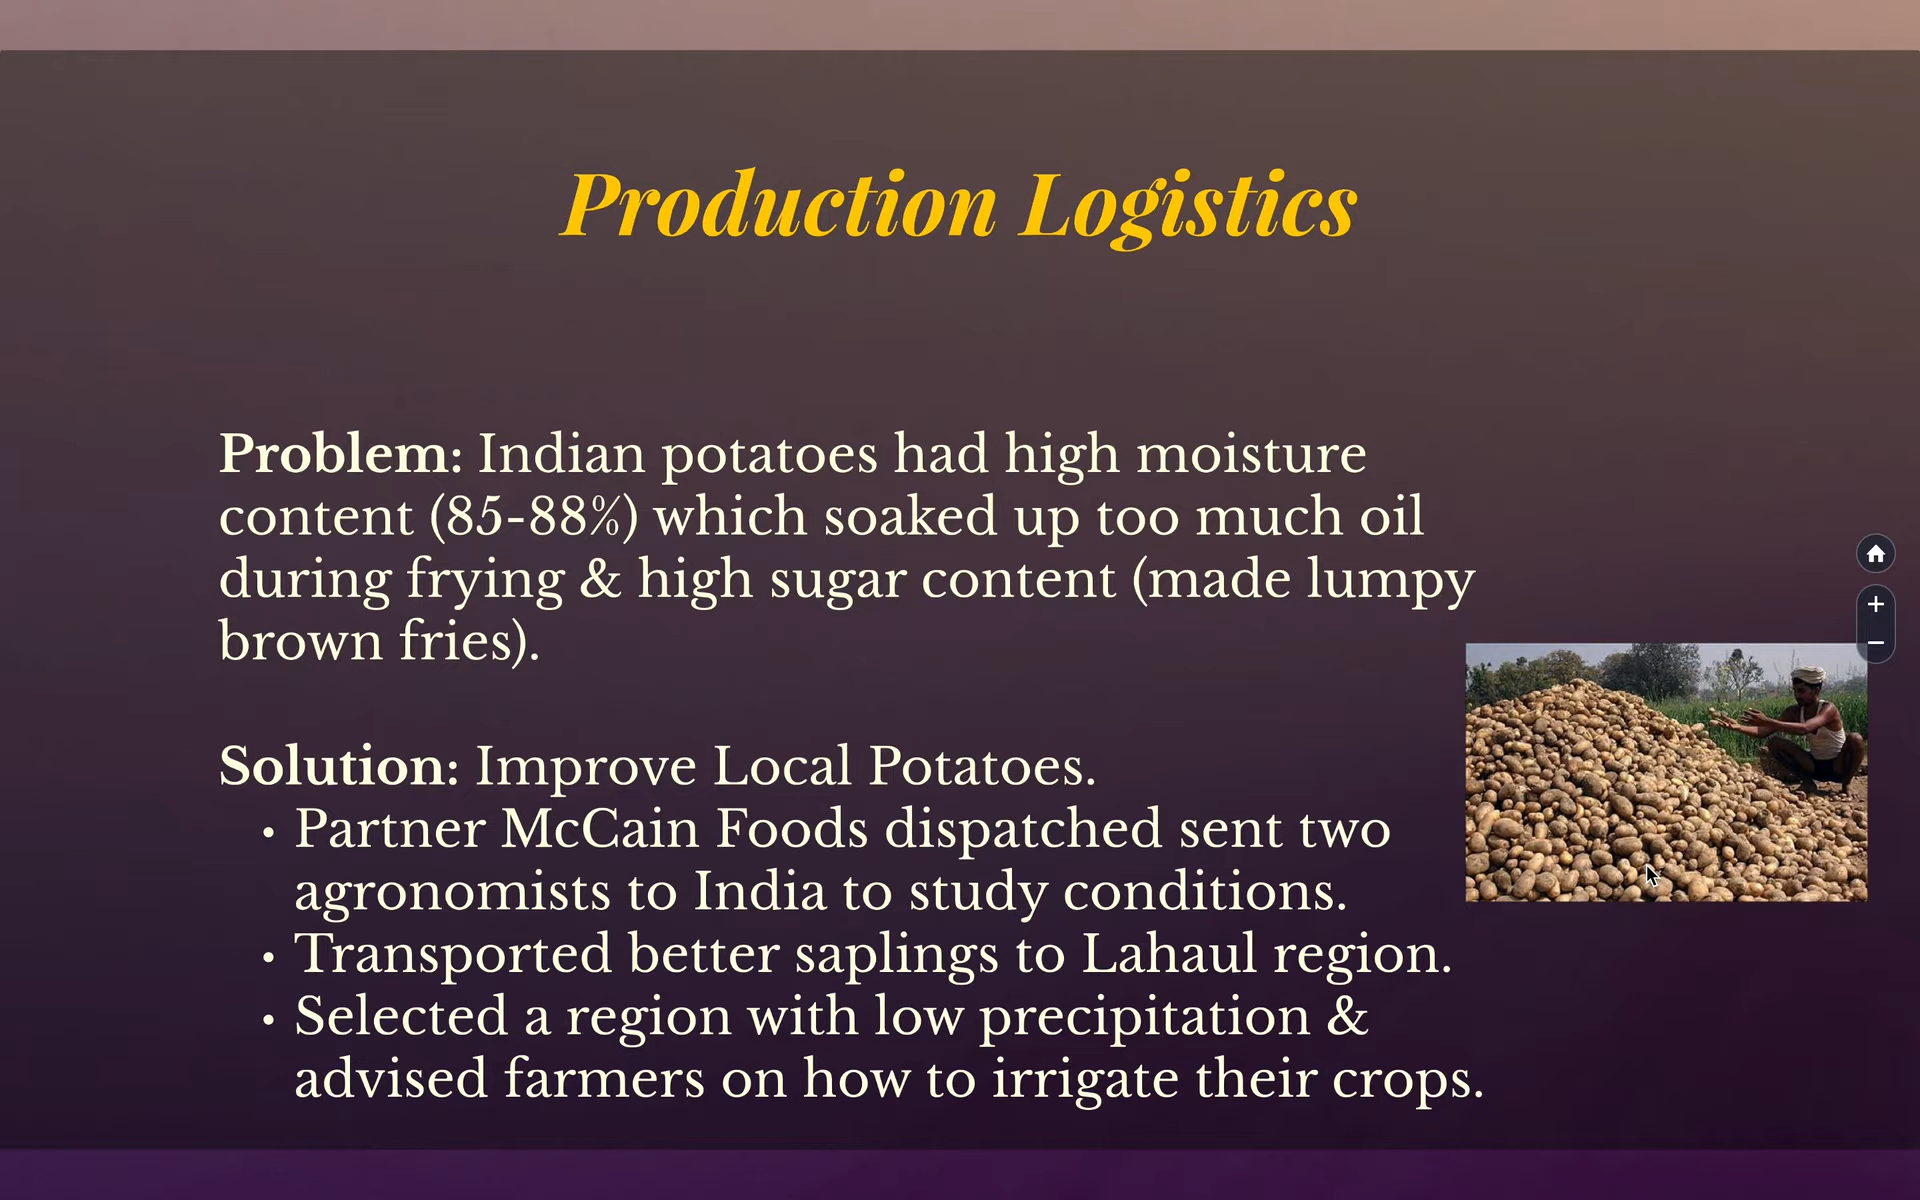 Production Logistics
Problem: Indian potatoes had high moisture
content (85-88%) which soaked up too much oil
during frying & high sugar content (made lumpy
brown fries).
Solution: Improve Local Potatoes.
• Partner McCain Foods dispatched sent two
agronomists to India to study conditions.
• Transported better saplings to Lahaul region.
• Selected a region with low precipitation &
advised farmers on how to irrigate their crops.